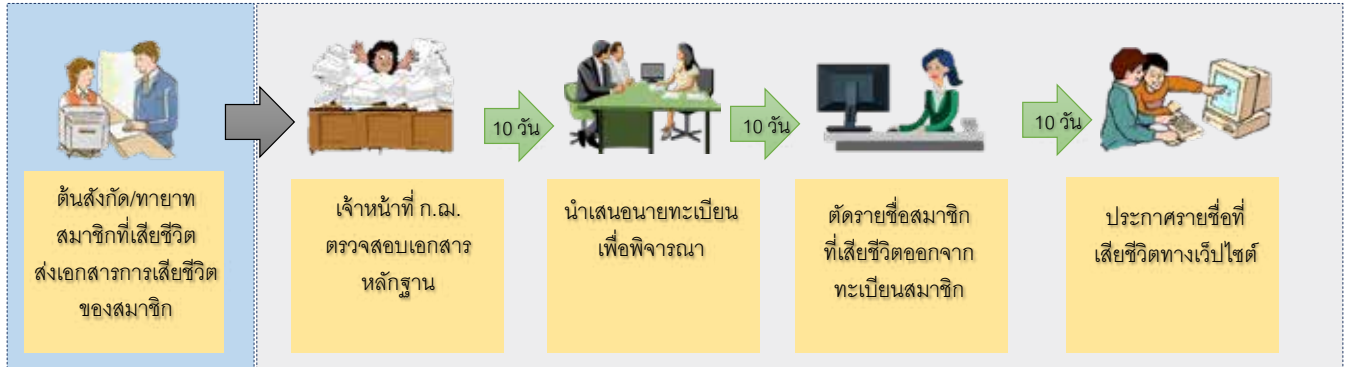 10 วัน
10 วัน
10 วัน
ต้นสังกัด/ทายาท
สมาชิกที่เสียชีวิต
ส่งเอกสารการเสียชีวิต
ของสมาชิก
เจ้าหน้าที่ ก.ฌ.
ตรวจสอบเอกสาร
หลักฐาน
นำเสนอนายทะเบียน
เพื่อพิจารณา
ตัดรายชื่อสมาชิก
ที่เสียชีวิตออกจาก
ทะเบียนสมาชิก
ประกาศรายชื่อที่
เสียชีวิตทางเว็ปไซต์